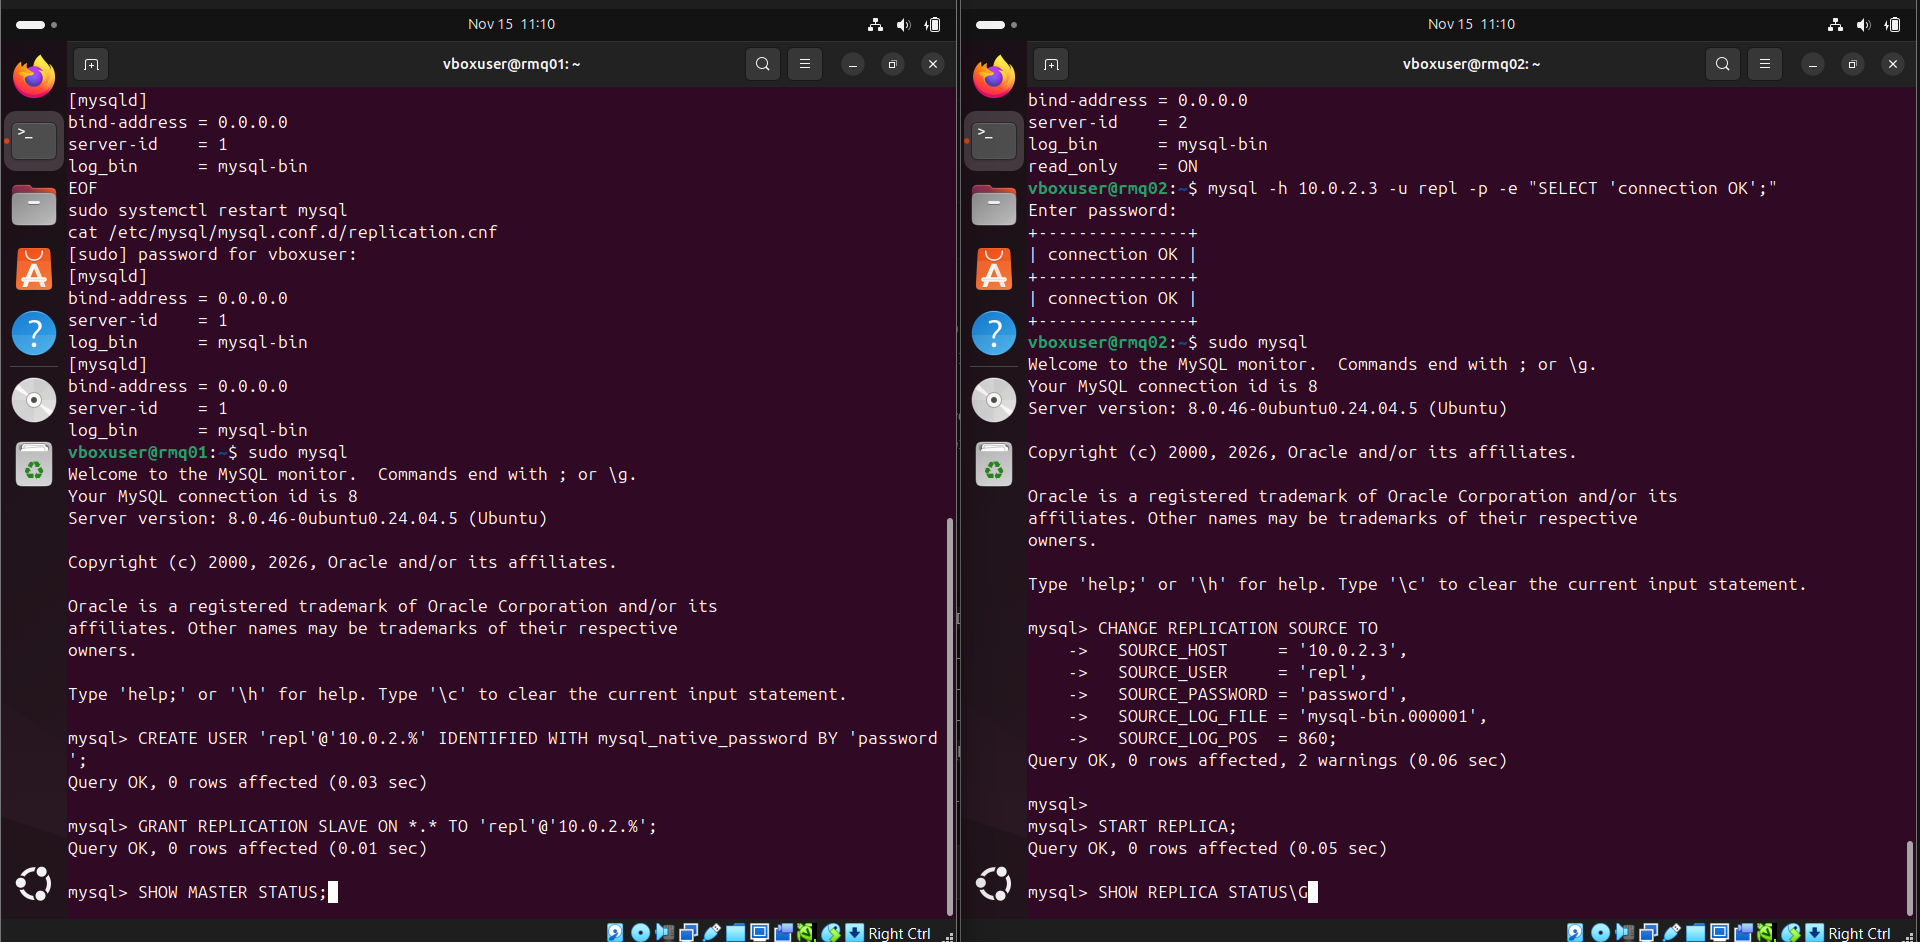 Nov 15  11:10
vboxuser@rmq01: ~
[mysqld]
bind-address = 0.0.0.0
server-id    = 1
log_bin      = mysql-bin
EOF
sudo systemctl restart mysql
cat /etc/mysql/mysql.conf.d/replication.cnf
[sudo] password for vboxuser:
[mysqld]
bind-address = 0.0.0.0
server-id    = 1
log_bin      = mysql-bin
[mysqld]
bind-address = 0.0.0.0
server-id    = 1
log_bin      = mysql-bin
vboxuser@rmq01:~$ sudo mysql
Welcome to the MySQL monitor.  Commands end with ; or \g.
Your MySQL connection id is 8
Server version: 8.0.46-0ubuntu0.24.04.5 (Ubuntu)
Copyright (c) 2000, 2026, Oracle and/or its affiliates.
Oracle is a registered trademark of Oracle Corporation and/or its
affiliates. Other names may be trademarks of their respective
owners.
Type 'help;' or '\h' for help. Type '\c' to clear the current input statement.
mysql> CREATE USER 'repl'@'10.0.2.%' IDENTIFIED WITH mysql_native_password BY 'password
';
Query OK, 0 rows affected (0.03 sec)
mysql> GRANT REPLICATION SLAVE ON *.* TO 'repl'@'10.0.2.%';
Query OK, 0 rows affected (0.01 sec)
mysql> SHOW MASTER STATUS;
Right Ctrl
Nov 15  11:10
vboxuser@rmq02: ~
bind-address = 0.0.0.0
server-id    = 2
log_bin      = mysql-bin
read_only    = ON
vboxuser@rmq02:~$ mysql -h 10.0.2.3 -u repl -p -e "SELECT 'connection OK';"
Enter password:
+---------------+
| connection OK |
+---------------+
| connection OK |
+---------------+
vboxuser@rmq02:~$ sudo mysql
Welcome to the MySQL monitor.  Commands end with ; or \g.
Your MySQL connection id is 8
Server version: 8.0.46-0ubuntu0.24.04.5 (Ubuntu)
Copyright (c) 2000, 2026, Oracle and/or its affiliates.
Oracle is a registered trademark of Oracle Corporation and/or its
affiliates. Other names may be trademarks of their respective
owners.
Type 'help;' or '\h' for help. Type '\c' to clear the current input statement.
mysql> CHANGE REPLICATION SOURCE TO
    ->   SOURCE_HOST     = '10.0.2.3',
    ->   SOURCE_USER     = 'repl',
    ->   SOURCE_PASSWORD = 'password',
    ->   SOURCE_LOG_FILE = 'mysql-bin.000001',
    ->   SOURCE_LOG_POS  = 860;
Query OK, 0 rows affected, 2 warnings (0.06 sec)
mysql>
mysql> START REPLICA;
Query OK, 0 rows affected (0.05 sec)
mysql> SHOW REPLICA STATUS\G
Right Ctrl